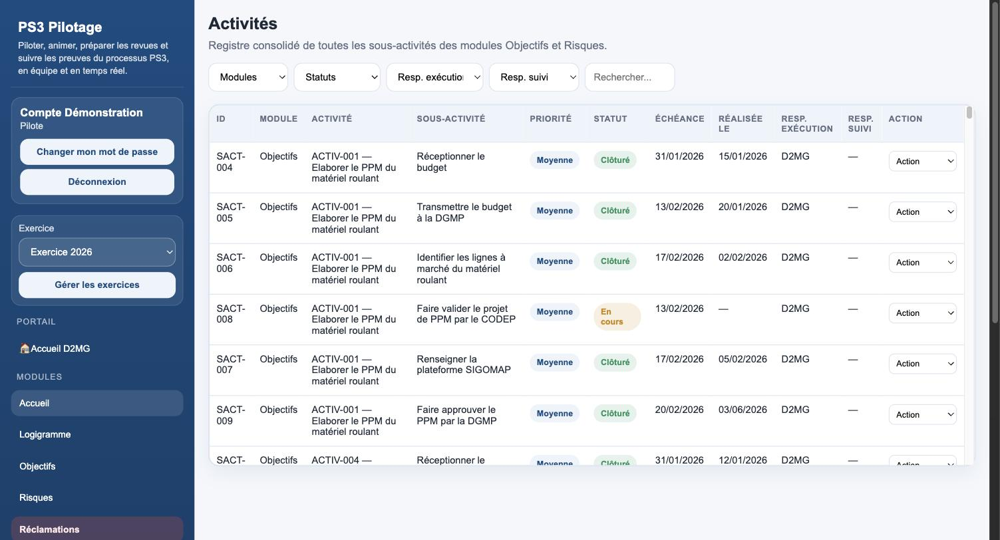 PS3 Pilotage
Piloter, animer, préparer les revues et
suivre les preuves du processus PS3,
en équipe et en temps réel.
Compte Démonstration
Pilote
Changer mon mot de passe
Déconnexion
Exercice
Exercice 2026
Gérer les exercices
PORTAIL
Accueil D2MG
MODULES
Accueil
Logigramme
Objectifs
Risques
Réclamations
Activités
Registre consolidé de toutes les sous-activités des modules Objectifs et Risques.
Modules Statuts Resp. exécution Resp. suivi Rechercher...
ID MODULE ACTIVITÉ SOUS-ACTIVITÉ PRIORITÉ STATUT ÉCHÉANCE RÉALISÉE LE RESP. EXÉCUTION RESP. SUIVI ACTION
SACT-004 Objectifs ACTIV-001 — Elaborer le PPM du matériel roulant Réceptionner le budget Moyenne Clôturé 31/01/2026 15/01/2026 D2MG — Action
SACT-005 Objectifs ACTIV-001 — Elaborer le PPM du matériel roulant Transmettre le budget à la DGMP Moyenne Clôturé 13/02/2026 20/01/2026 D2MG — Action
SACT-006 Objectifs ACTIV-001 — Elaborer le PPM du matériel roulant Identifier les lignes à marché du matériel roulant Moyenne Clôturé 17/02/2026 02/02/2026 D2MG — Action
SACT-008 Objectifs ACTIV-001 — Elaborer le PPM du matériel roulant Faire valider le projet de PPM par le CODEP Moyenne En cours 13/02/2026 — D2MG — Action
SACT-007 Objectifs ACTIV-001 — Elaborer le PPM du matériel roulant Renseigner la plateforme SIGOMAP Moyenne Clôturé 17/02/2026 05/02/2026 D2MG — Action
SACT-009 Objectifs ACTIV-001 — Elaborer le PPM du matériel roulant Faire approuver le PPM par la DGMP Moyenne Clôturé 20/02/2026 03/06/2026 D2MG — Action
SACT- Objectifs ACTIV-004 — Réceptionner le Moyenne Clôturé 31/01/2026 12/01/2026 D2MG — Action